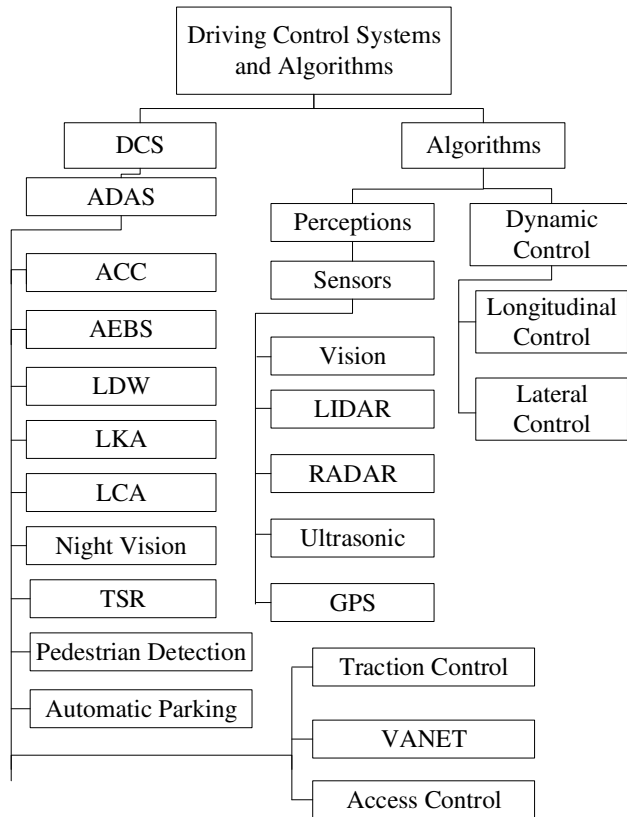 Driving Control Systems
and Algorithms
DCS
Algorithms
ADAS
Perceptions
Dynamic
Control
ACC
Sensors
Longitudinal
Control
AEBS
Vision
LDW
LIDAR
Lateral
Control
LKA
RADAR
LCA
Night Vision
Ultrasonic
TSR
GPS
Pedestrian Detection
Traction Control
Automatic Parking
VANET
Access Control